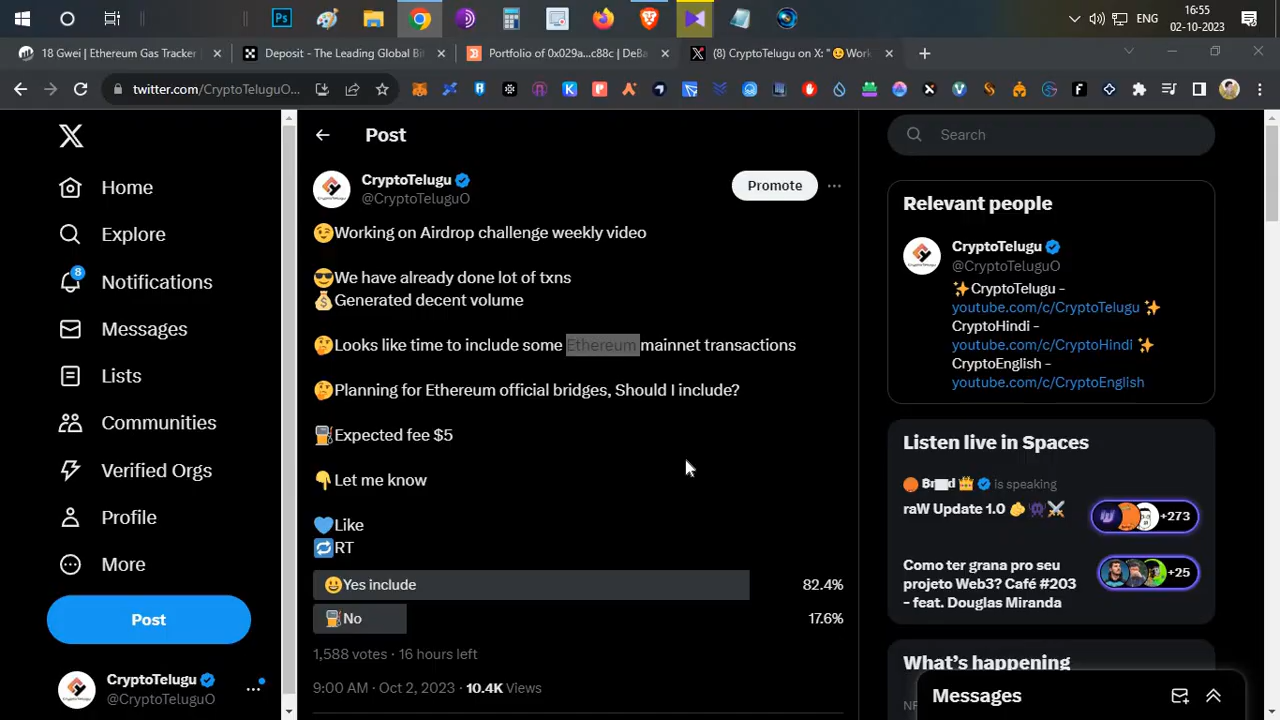 16:55
ENG
02-10-2023
18 Gwei | Ethereum Gas Tracker
Deposit - The Leading Global Bi
Portfolio of 0x029a...c88c | DeBa
(8) CryptoTelugu on X: "😉Work
twitter.com/CryptoTeluguO...
Post
Search
CryptoTelugu
@CryptoTeluguO
Promote
Home
Explore
8
Notifications
Messages
Lists
Communities
Verified Orgs
Profile
More
Post
CryptoTelugu
@CryptoTeluguO
😉Working on Airdrop challenge weekly video
😎We have already done lot of txns
💰Generated decent volume
🤔Looks like time to include some Ethereum mainnet transactions
🤔Planning for Ethereum official bridges, Should I include?
⛽Expected fee $5
👇Let me know
💙Like
🔁RT
😃Yes include 82.4%
⛽No 17.6%
1,588 votes · 16 hours left
9:00 AM · Oct 2, 2023 · 10.4K Views
Relevant people
CryptoTelugu
@CryptoTeluguO
✨CryptoTelugu -
youtube.com/c/CryptoTelugu ✨
CryptoHindi -
youtube.com/c/CryptoHindi ✨
CryptoEnglish -
youtube.com/c/CryptoEnglish
Listen live in Spaces
is speaking
raW Update 1.0
+273
Como ter grana pro seu
projeto Web3? Café #203
- feat. Douglas Miranda
+25
What's happening
Messages